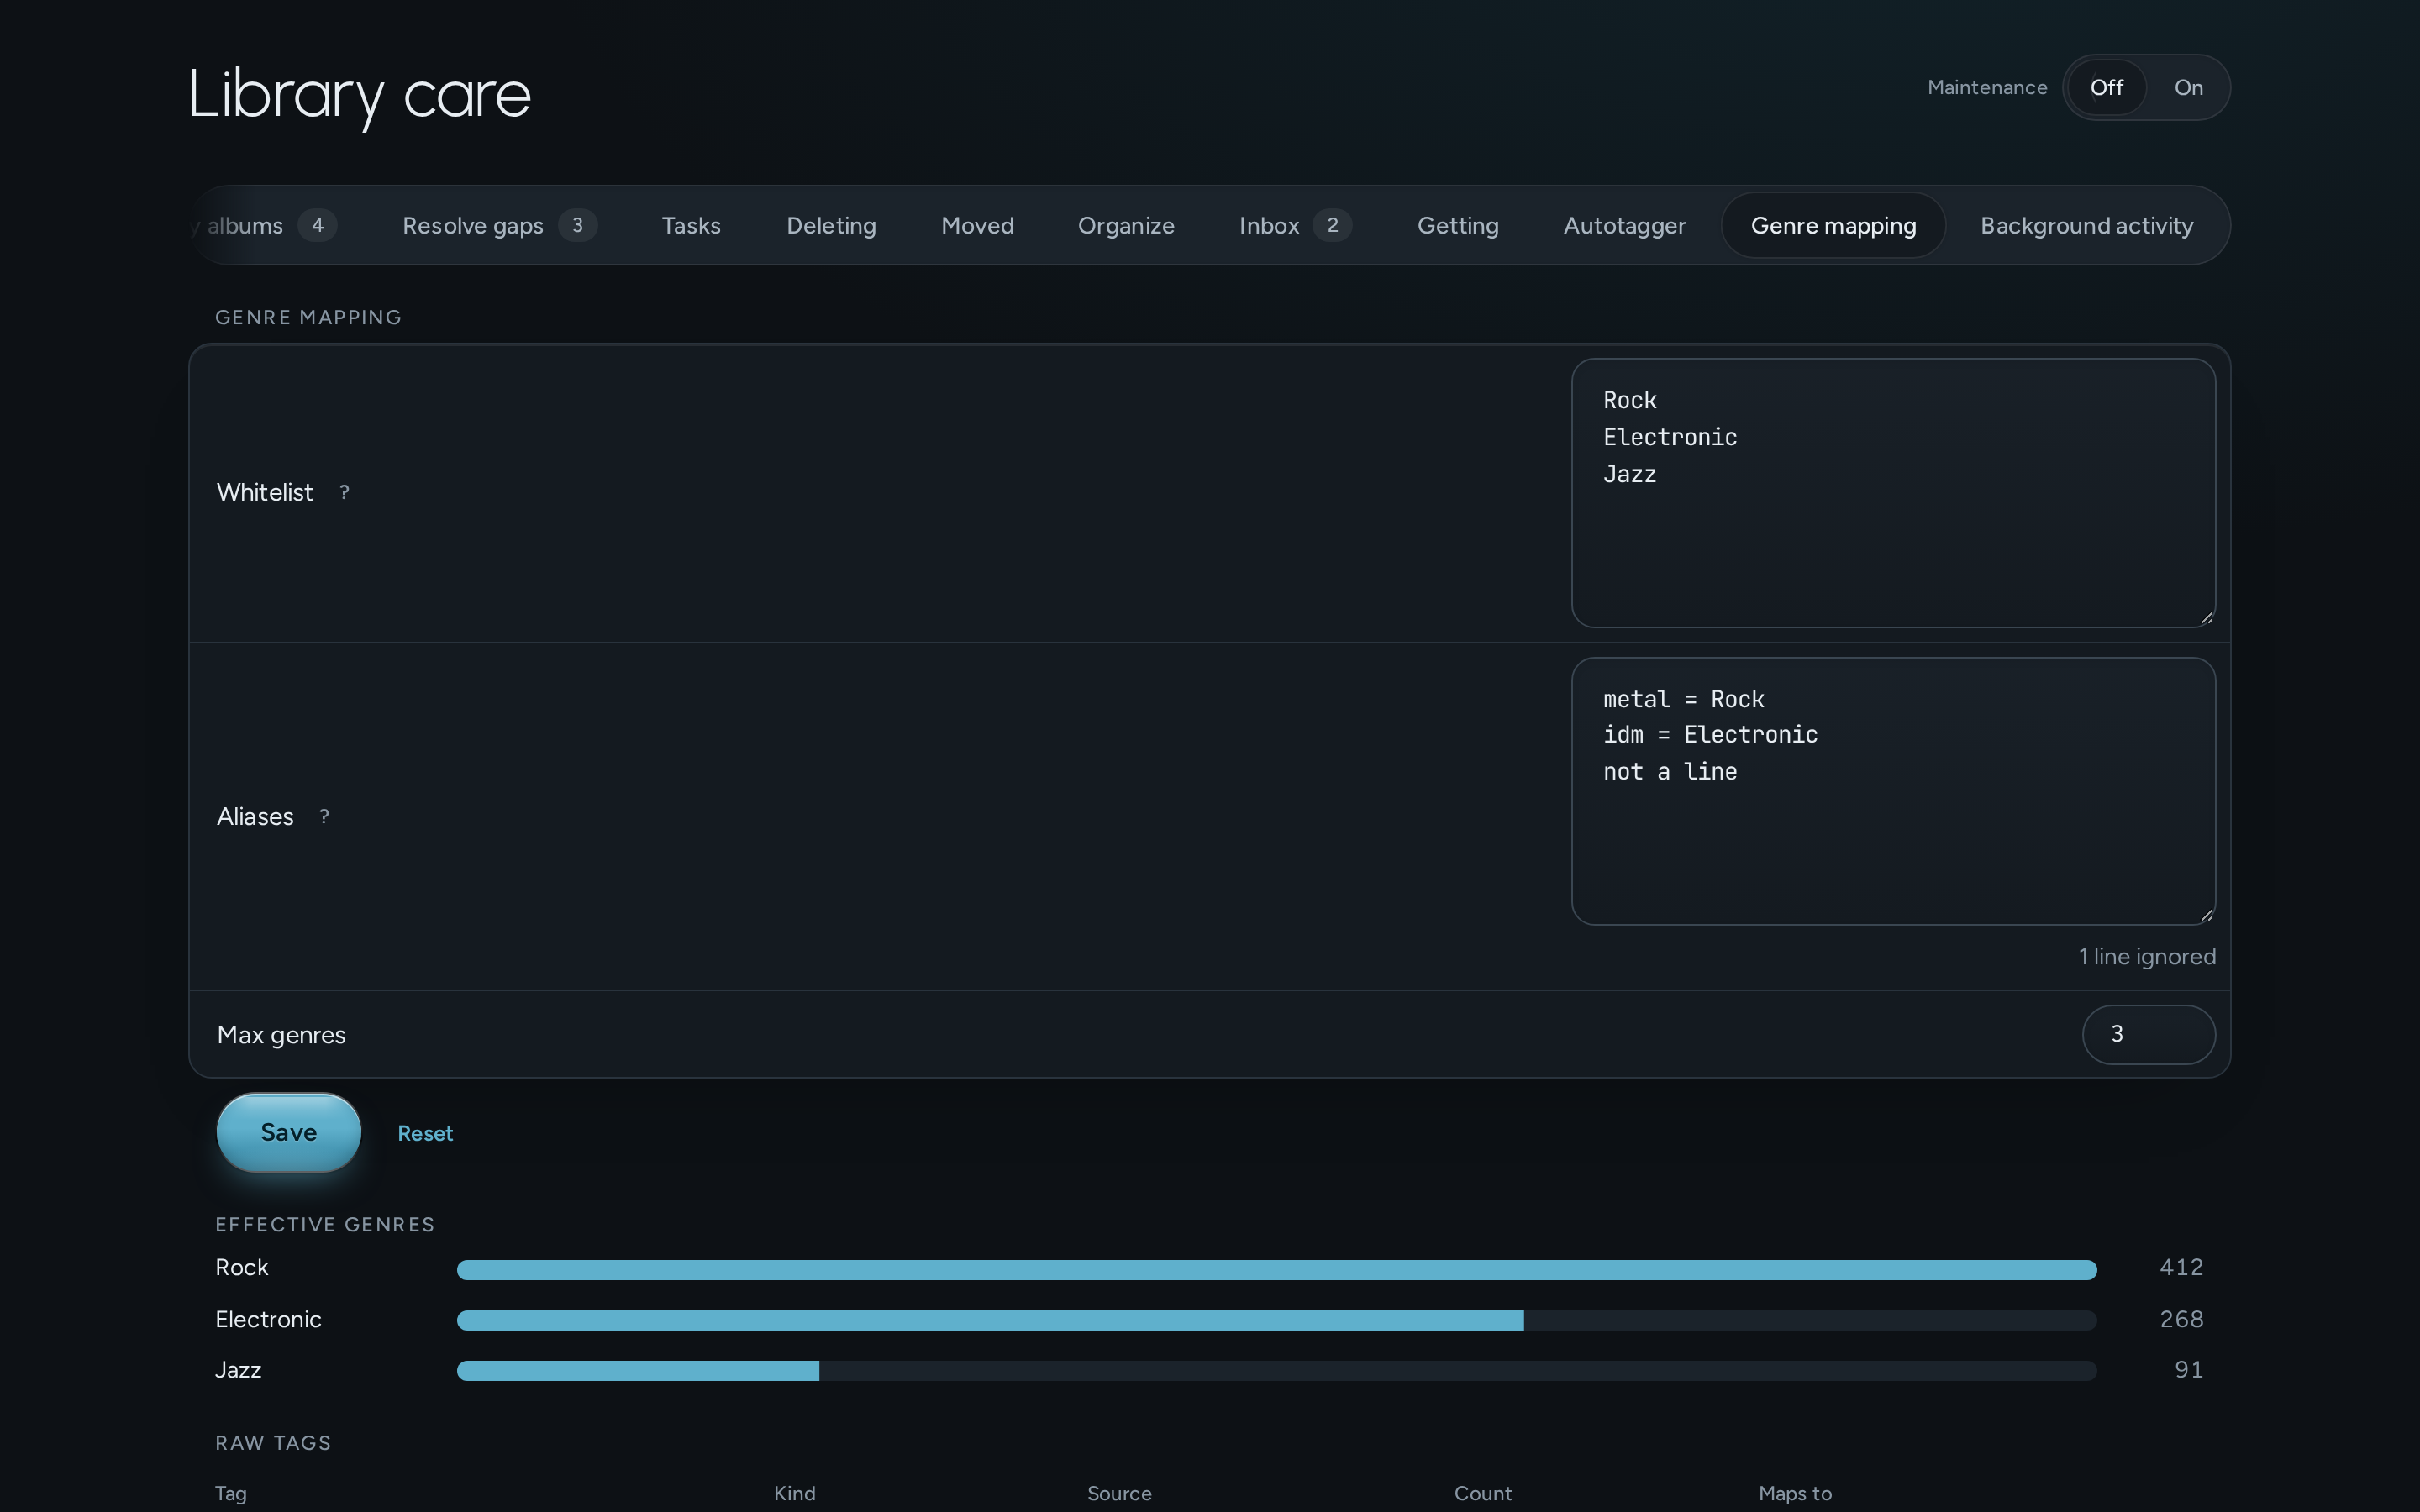 Library care
Maintenance Off On
y albums 4 Resolve gaps 3 Tasks Deleting Moved Organize Inbox 2 Getting Autotagger Genre mapping Background activity
GENRE MAPPING
Whitelist ?
Rock
Electronic
Jazz
Aliases ?
metal = Rock
idm = Electronic
not a line
1 line ignored
Max genres 3
Save Reset
EFFECTIVE GENRES
Rock 412
Electronic 268
Jazz 91
RAW TAGS
Tag Kind Source Count Maps to